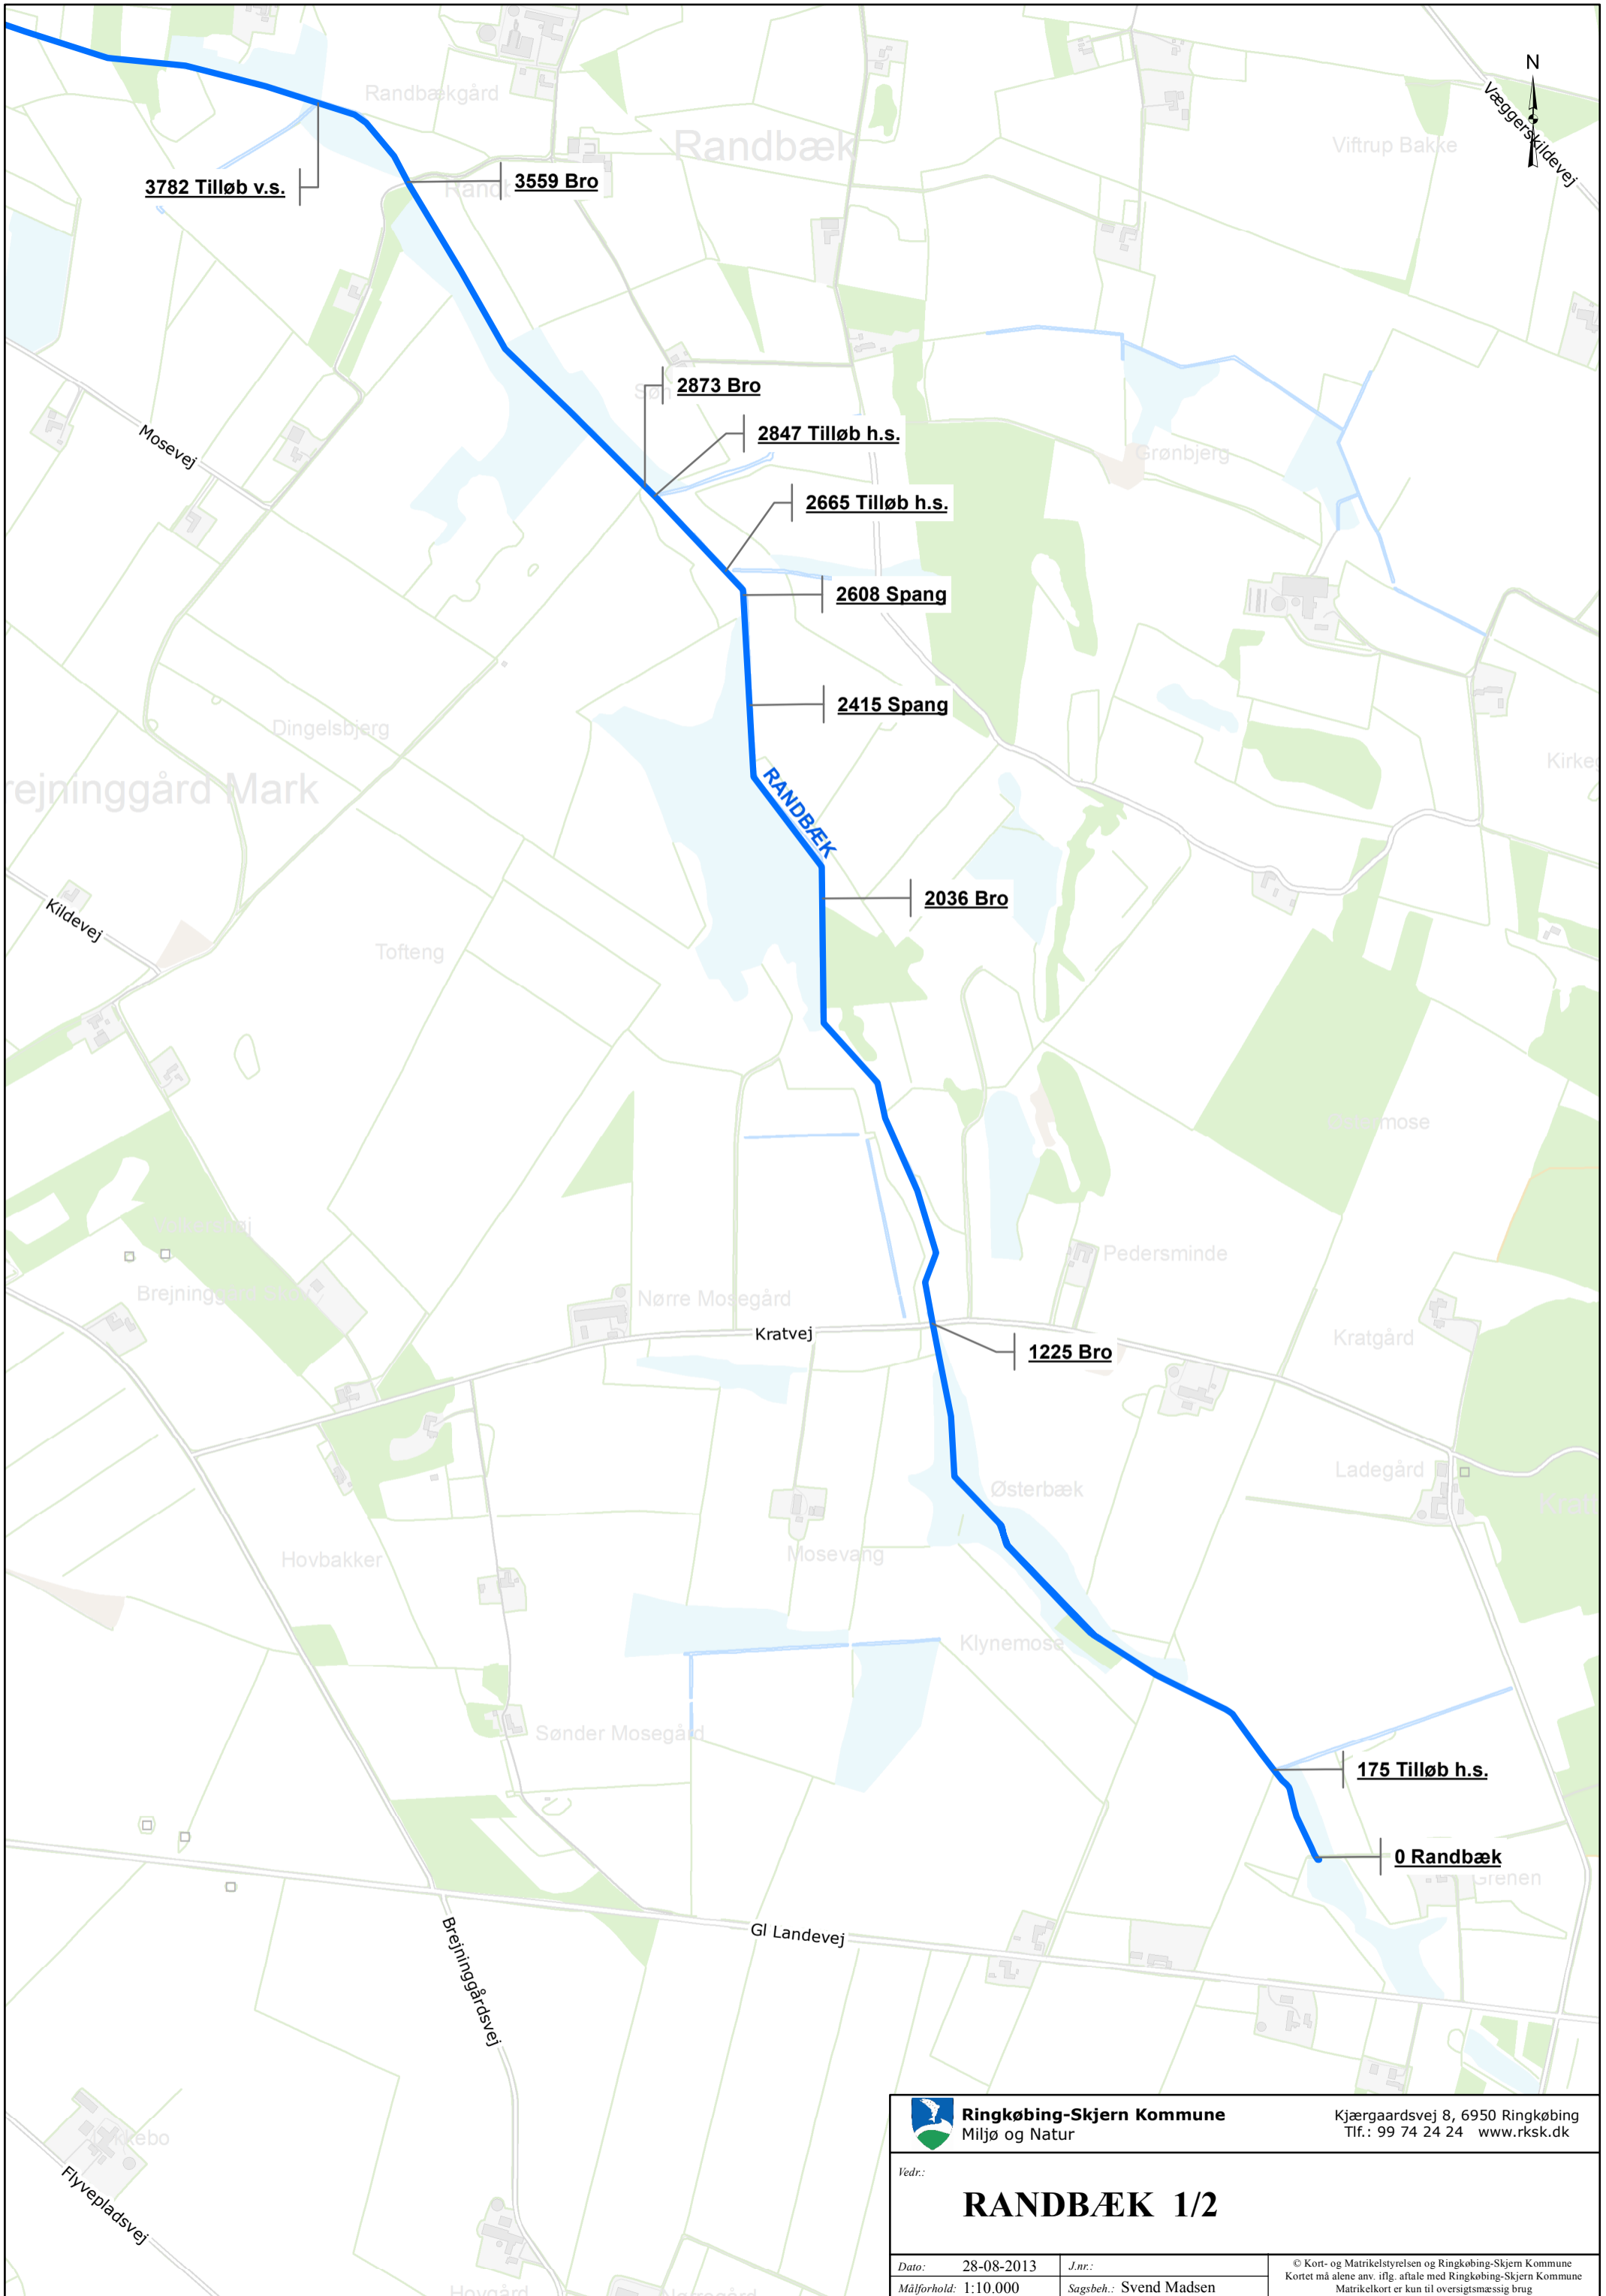 Randbækgård
Randbæk
Viftrup Bakke
Væggerskildevej
N
3782 Tilløb v.s.
3559 Bro
2873 Bro
2847 Tilløb h.s.
Mosevej
Grønbjerg
2665 Tilløb h.s.
2608 Spang
2415 Spang
Dingelsbjerg
rejninggård Mark
RANDBÆK
2036 Bro
Kildevej
Tofteng
Pedersminde
Nørre Mosegård
Kratvej
1225 Bro
Kratgård
Ladegård
Østerbæk
Mosevang
Hovbakker
Klynemose
Sønder Mosegård
175 Tilløb h.s.
0 Randbæk
Grenen
Gl Landevej
Brejninggårdsvej
Flyvepladsvej
Hovgård
Ringkøbing-Skjern Kommune
Miljø og Natur
Kjærgaardsvej 8, 6950 Ringkøbing
Tlf.: 99 74 24 24 www.rksk.dk
Vedr.:
RANDBÆK 1/2
Dato: 28-08-2013
J.nr.:
Målforhold: 1:10.000
Sagsbeh.: Svend Madsen
© Kort- og Matrikelstyrelsen og Ringkøbing-Skjern Kommune
Kortet må alene anv. iflg. aftale med Ringkøbing-Skjern Kommune
Matrikelkort er kun til oversigtsmæssig brug